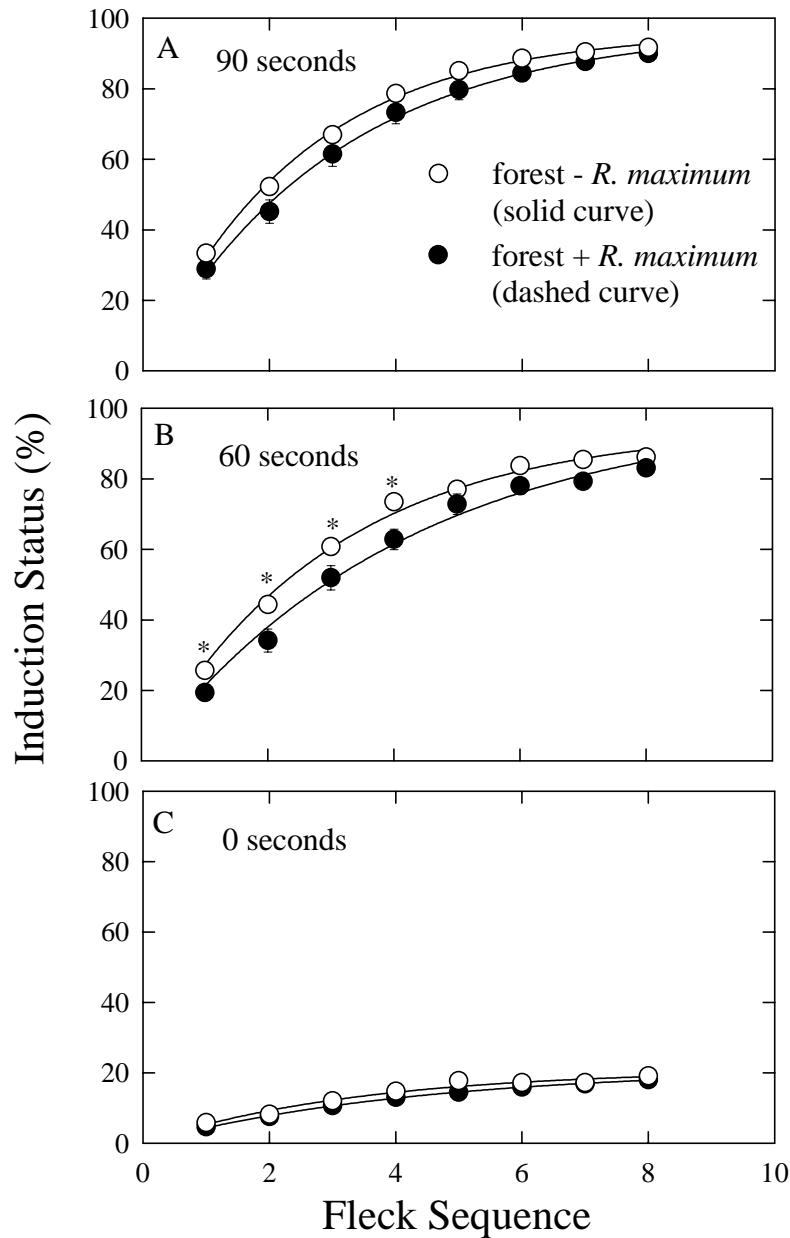 A
90 seconds
100
80
60
40
20
0
forest - R. maximum
(solid curve)
forest + R. maximum
(dashed curve)
B
60 seconds
100
80
60
40
20
0
*
*
*
*
Induction Status (%)
C
0 seconds
100
80
60
40
20
0
0 2 4 6 8 10
Fleck Sequence